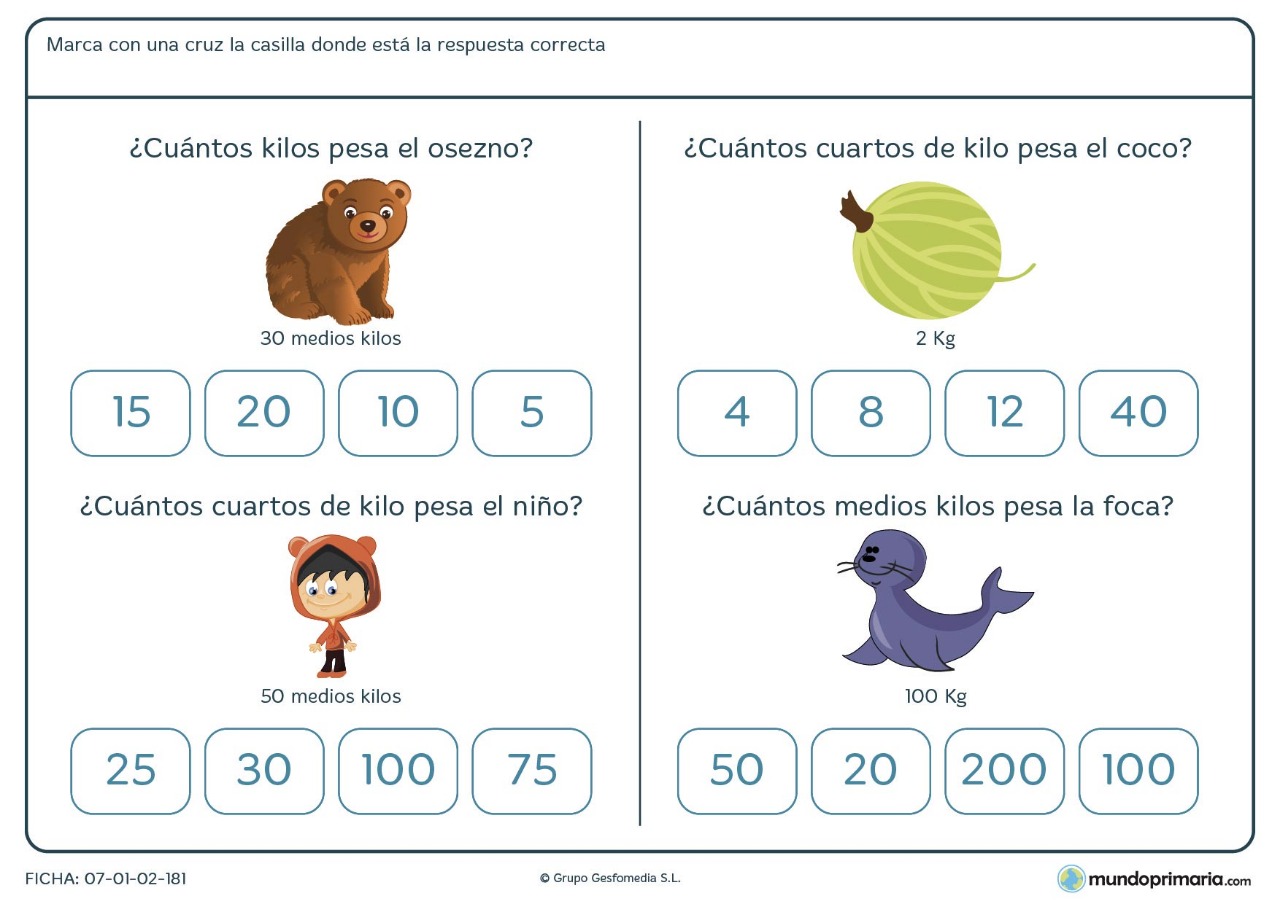 Marca con una cruz la casilla donde está la respuesta correcta
¿Cuántos kilos pesa el osezno?
30 medios kilos
15 20 10 5
¿Cuántos cuartos de kilo pesa el coco?
2 Kg
4 8 12 40
¿Cuántos cuartos de kilo pesa el niño?
50 medios kilos
25 30 100 75
¿Cuántos medios kilos pesa la foca?
100 Kg
50 20 200 100
FICHA: 07-01-02-181
© Grupo Gesfomedia S.L.
mundoprimaria.com